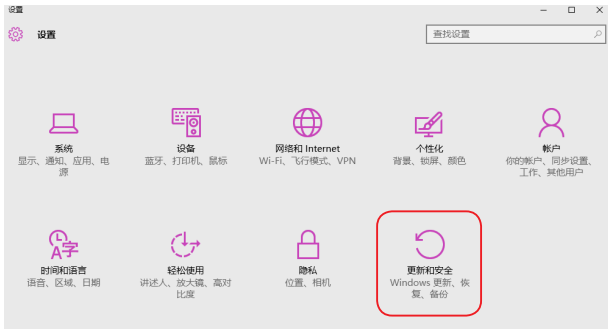 设置
设置
查找设置
系统
显示、通知、应用、电
源
设备
蓝牙、打印机、鼠标
网络和 Internet
Wi-Fi、飞行模式、VPN
个性化
背景、锁屏、颜色
帐户
你的帐户、同步设置、
工作、其他用户
A字
时间和语言
语音、区域、日期
轻松使用
讲述人、放大镜、高对
比度
隐私
位置、相机
更新和安全
Windows 更新、恢
复、备份